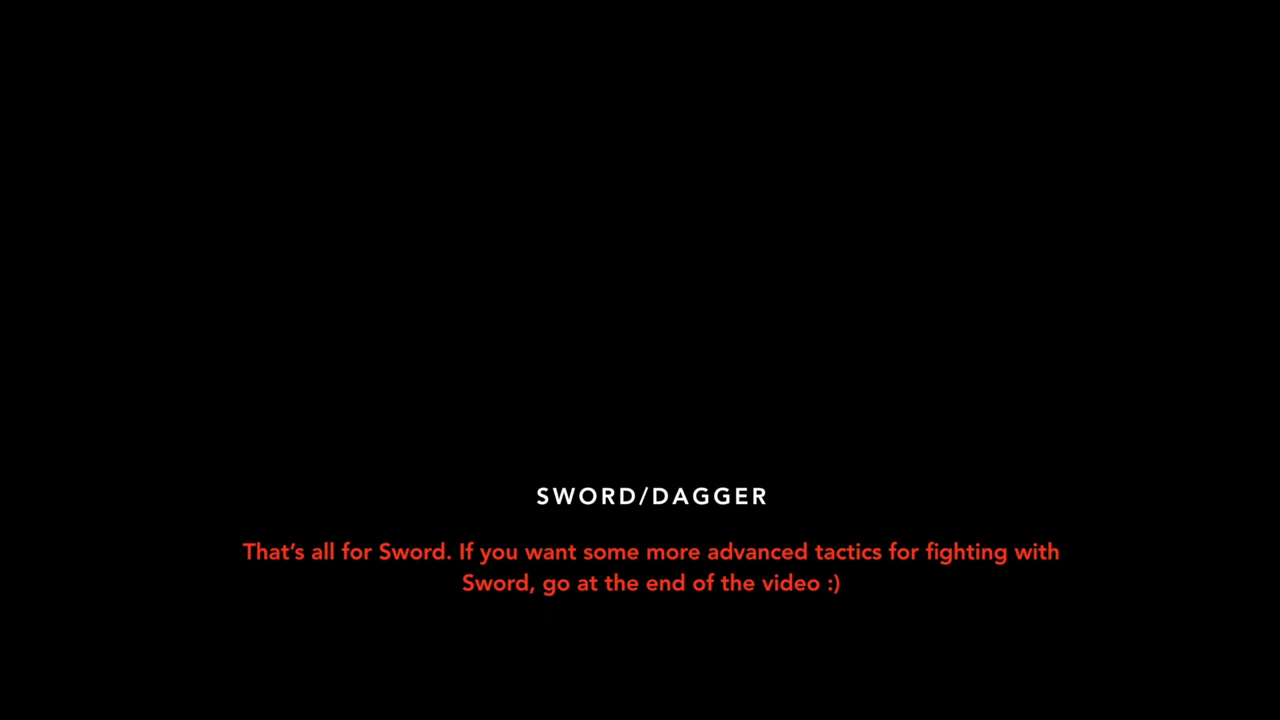 SWORD/DAGGER
That’s all for Sword. If you want some more advanced tactics for fighting with
Sword, go at the end of the video :)